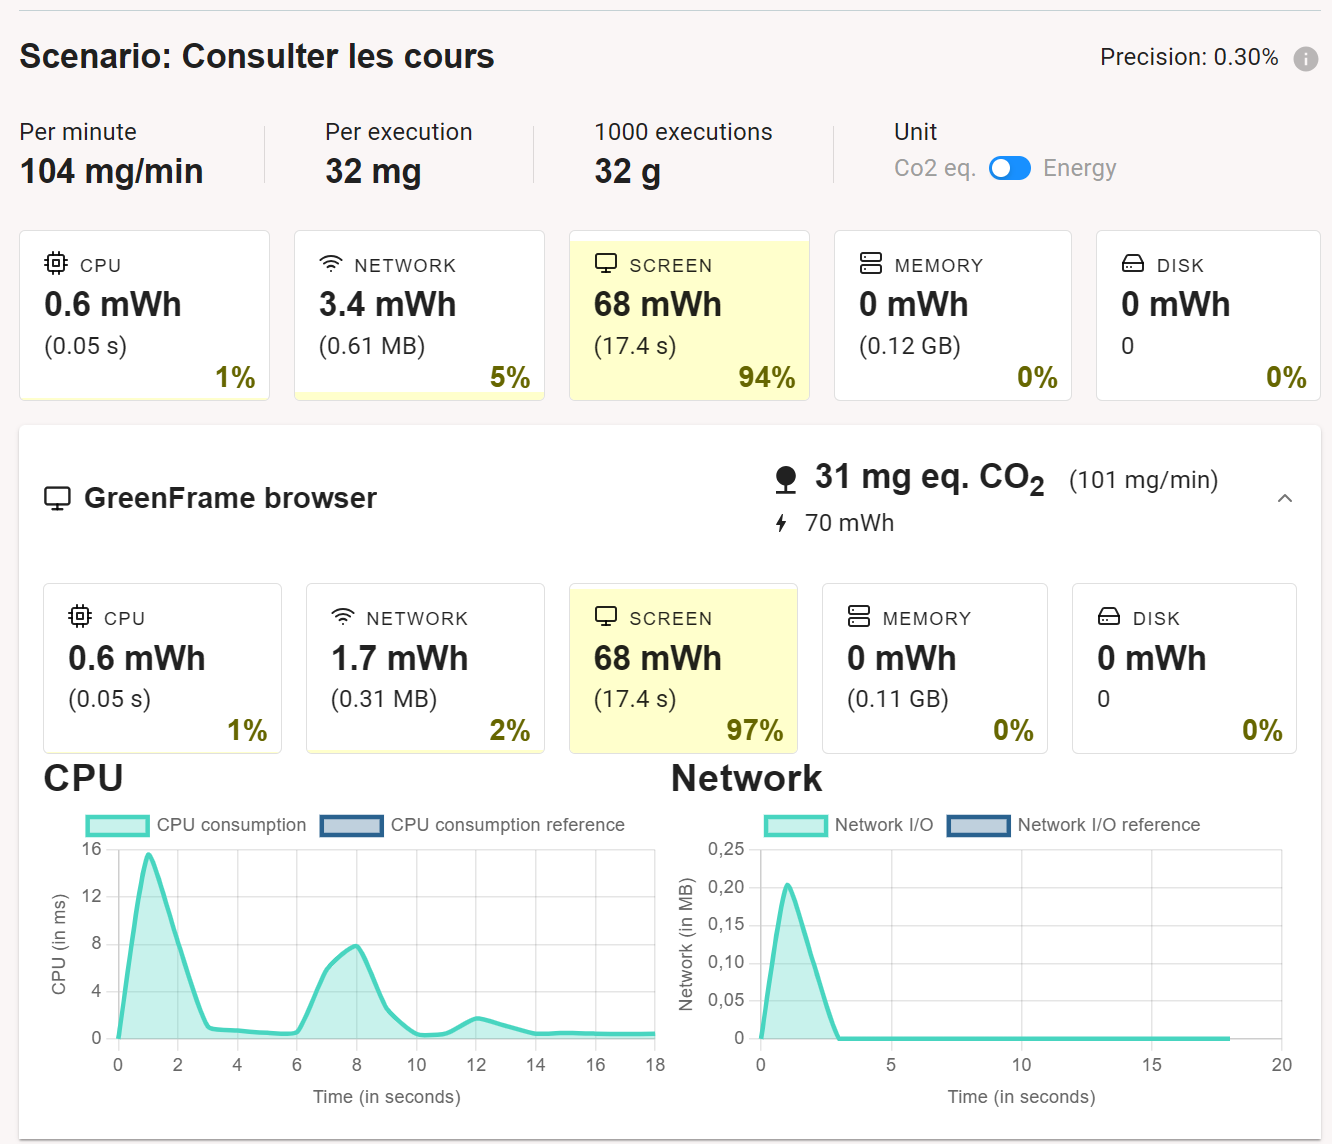 Scenario: Consulter les cours
Precision: 0.30%
Per minute
104 mg/min
Per execution
32 mg
1000 executions
32 g
Unit
Co2 eq. Energy
CPU
0.6 mWh
(0.05 s)
1%
NETWORK
3.4 mWh
(0.61 MB)
5%
SCREEN
68 mWh
(17.4 s)
94%
MEMORY
0 mWh
(0.12 GB)
0%
DISK
0 mWh
0
0%
GreenFrame browser
31 mg eq. CO2 (101 mg/min)
70 mWh
CPU
0.6 mWh
(0.05 s)
1%
NETWORK
1.7 mWh
(0.31 MB)
2%
SCREEN
68 mWh
(17.4 s)
97%
MEMORY
0 mWh
(0.11 GB)
0%
DISK
0 mWh
0
0%
CPU
CPU consumption CPU consumption reference
16
12
8
4
0
CPU (in ms)
0 2 4 6 8 10 12 14 16 18
Time (in seconds)
Network
Network I/O Network I/O reference
0,25
0,20
0,15
0,10
0,05
0
Network (in MB)
0 5 10 15 20
Time (in seconds)